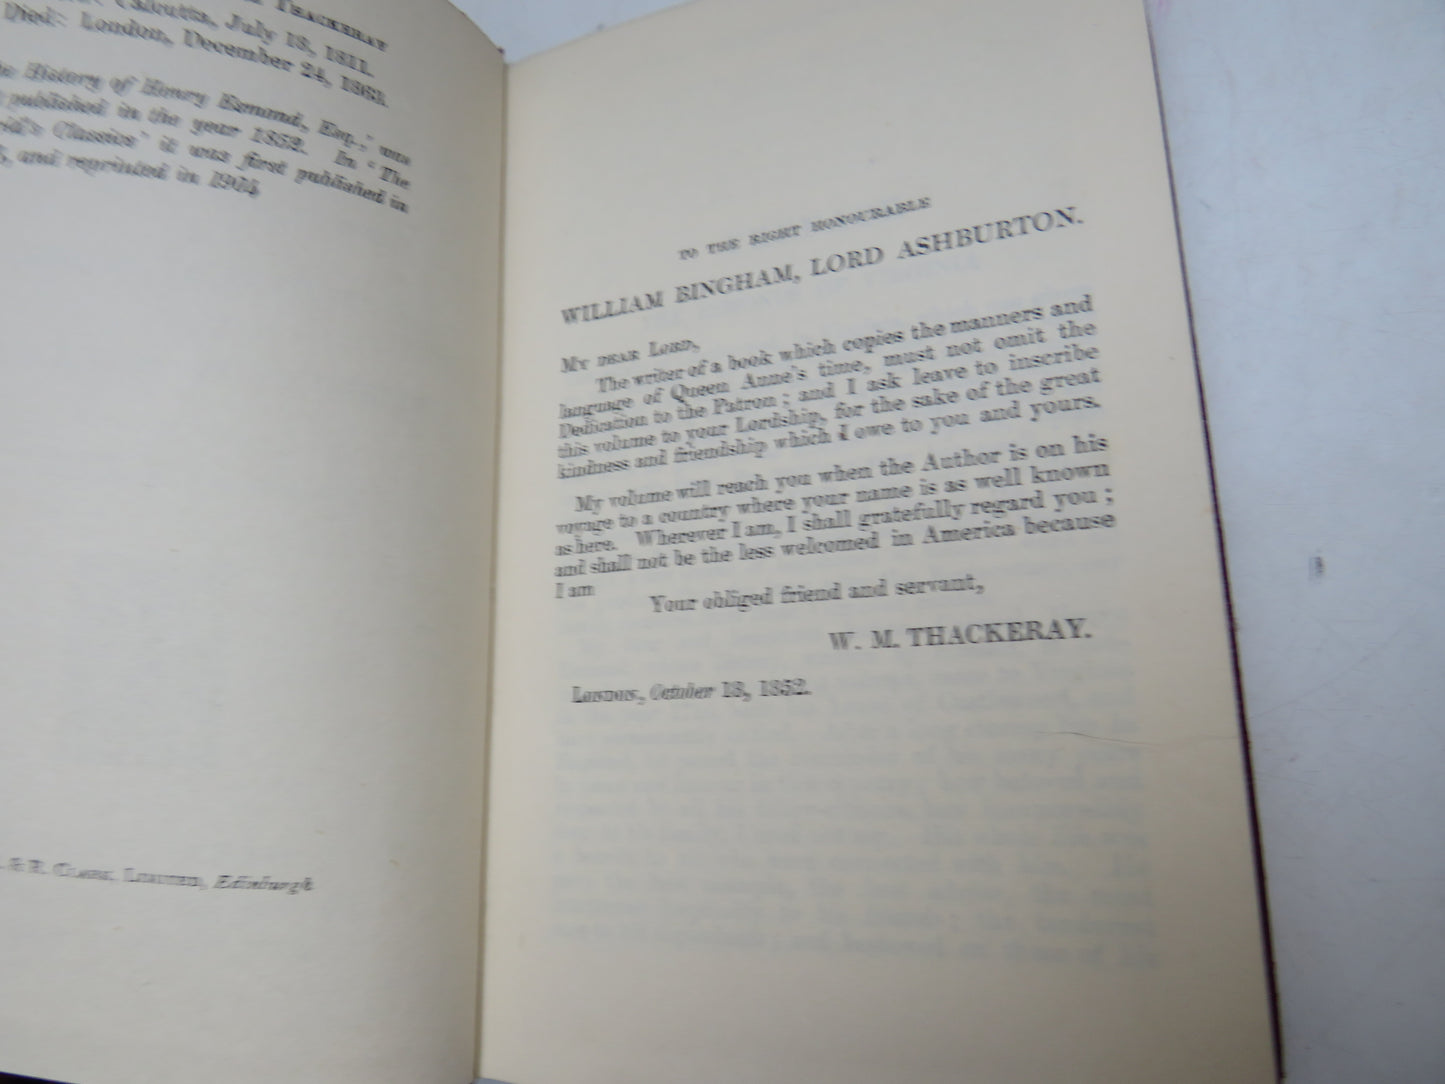 THACKERAY
Calcutta, July 18, 1811.
Died: London, December 24, 1863.
History of Henry Esmond, Esq.,' was
published in the year 1852. In 'The
Classics' it was first published in
and reprinted in 1904
& R. CLARK, LIMITED, Edinburgh
TO THE RIGHT HONOURABLE
WILLIAM BINGHAM, LORD ASHBURTON.
MY DEAR LORD,
The writer of a book which copies the manners and
language of Queen Anne's time, must not omit the
Dedication to the Patron; and I ask leave to inscribe
this volume to your Lordship, for the sake of the great
kindness and friendship which I owe to you and yours.
My volume will reach you when the Author is on his
voyage to a country where your name is as well known
as here. Wherever I am, I shall gratefully regard you;
and shall not be the less welcomed in America because
I am
Your obliged friend and servant,
W. M. THACKERAY.
LONDON, October 18, 1852.